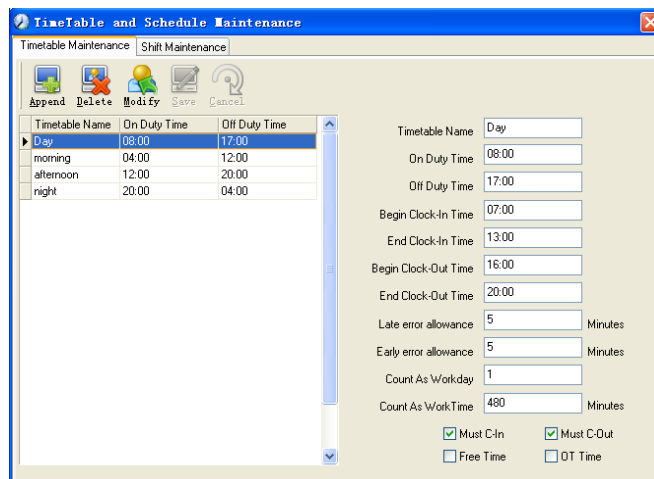 TimeTable and Schedule Maintenance
Timetable Maintenance Shift Maintenance
Append Delete Modify Save Cancel
Timetable Name On Duty Time Off Duty Time
Day 08:00 17:00
morning 04:00 12:00
afternoon 12:00 20:00
night 20:00 04:00
Timetable Name Day
On Duty Time 08:00
Off Duty Time 17:00
Begin Clock-In Time 07:00
End Clock-In Time 13:00
Begin Clock-Out Time 16:00
End Clock-Out Time 20:00
Late error allowance 5 Minutes
Early error allowance 5 Minutes
Count As Workday 1
Count As WorkTime 480 Minutes
Must C-In Must C-Out
Free Time OT Time